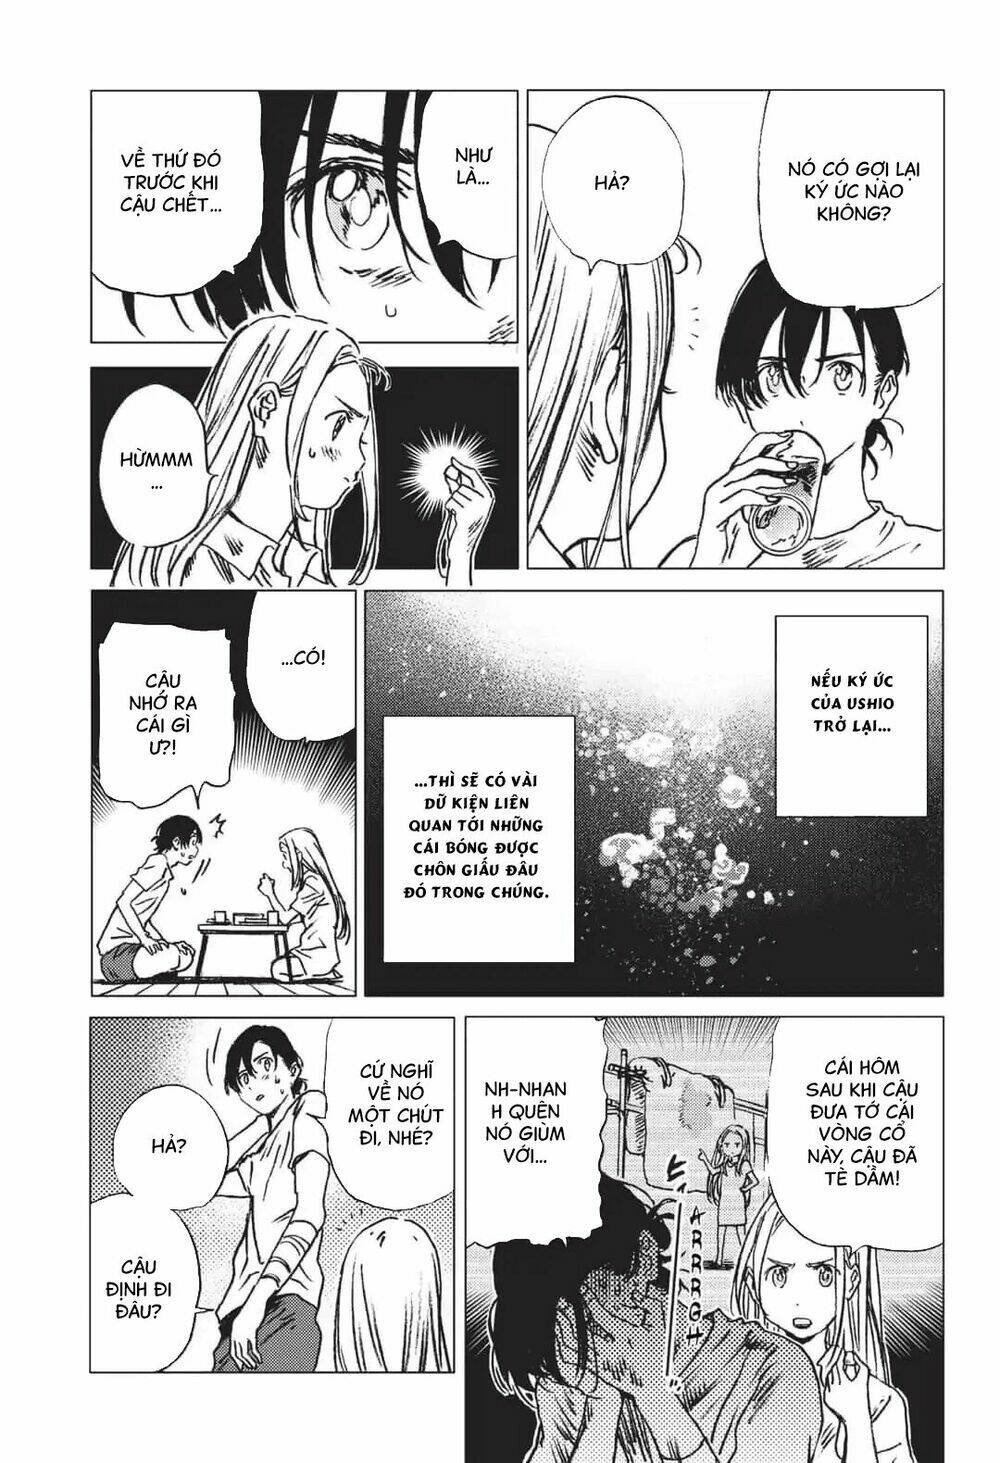 NÓ CÓ GỢI LẠI
KÝ ỨC NÀO
KHÔNG?
HẢ?
NHƯ
LÀ...
VỀ THỨ ĐÓ
TRƯỚC KHI
CẬU CHẾT...
HỪMMM
...
NẾU KÝ ỨC
CỦA USHIO
TRỞ LẠI...
...THÌ SẼ CÓ VÀI
DỮ KIỆN LIÊN
QUAN TỚI NHỮNG
CÁI BÓNG ĐƯỢC
CHÔN GIẤU ĐÂU
ĐÓ TRONG CHÚNG.
...CÓ!
CÂU
NHỚ RA
CÁI GÌ
Ư?!
CÁI HÔM
SAU KHI CẬU
ĐƯA TỚ CÁI
VÒNG CỔ
NÀY, CẬU ĐÃ
TÈ DẦM!
NH-NHAN
H QUÊN
NÓ GIÙM
VỚI...
ARRRGH
CỨ NGHĨ
VỀ NÓ
MỘT CHÚT
ĐI, NHÉ?
HẢ?
CẬU
ĐỊNH ĐI
ĐÂU?